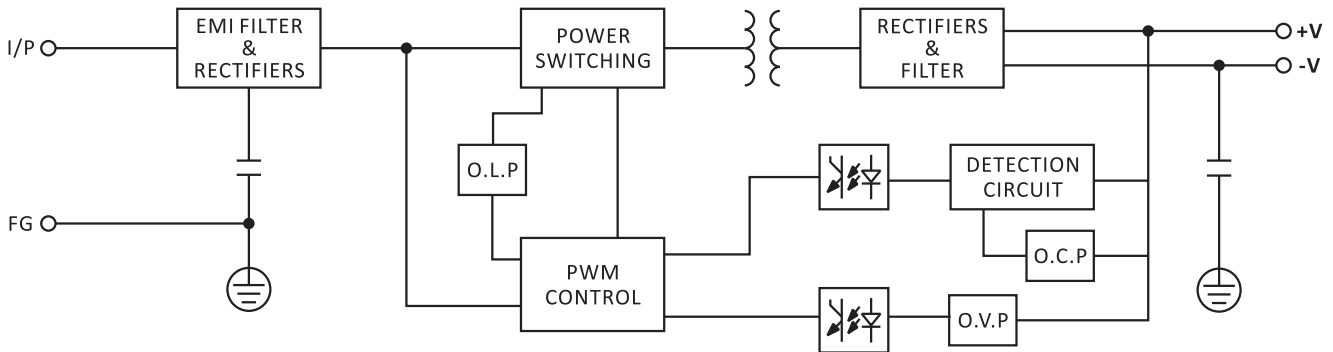 I/P
EMI FILTER
&
RECTIFIERS
POWER
SWITCHING
RECTIFIERS
&
FILTER
+V
-V
O.L.P
DETECTION
CIRCUIT
FG
O.C.P
PWM
CONTROL
O.V.P